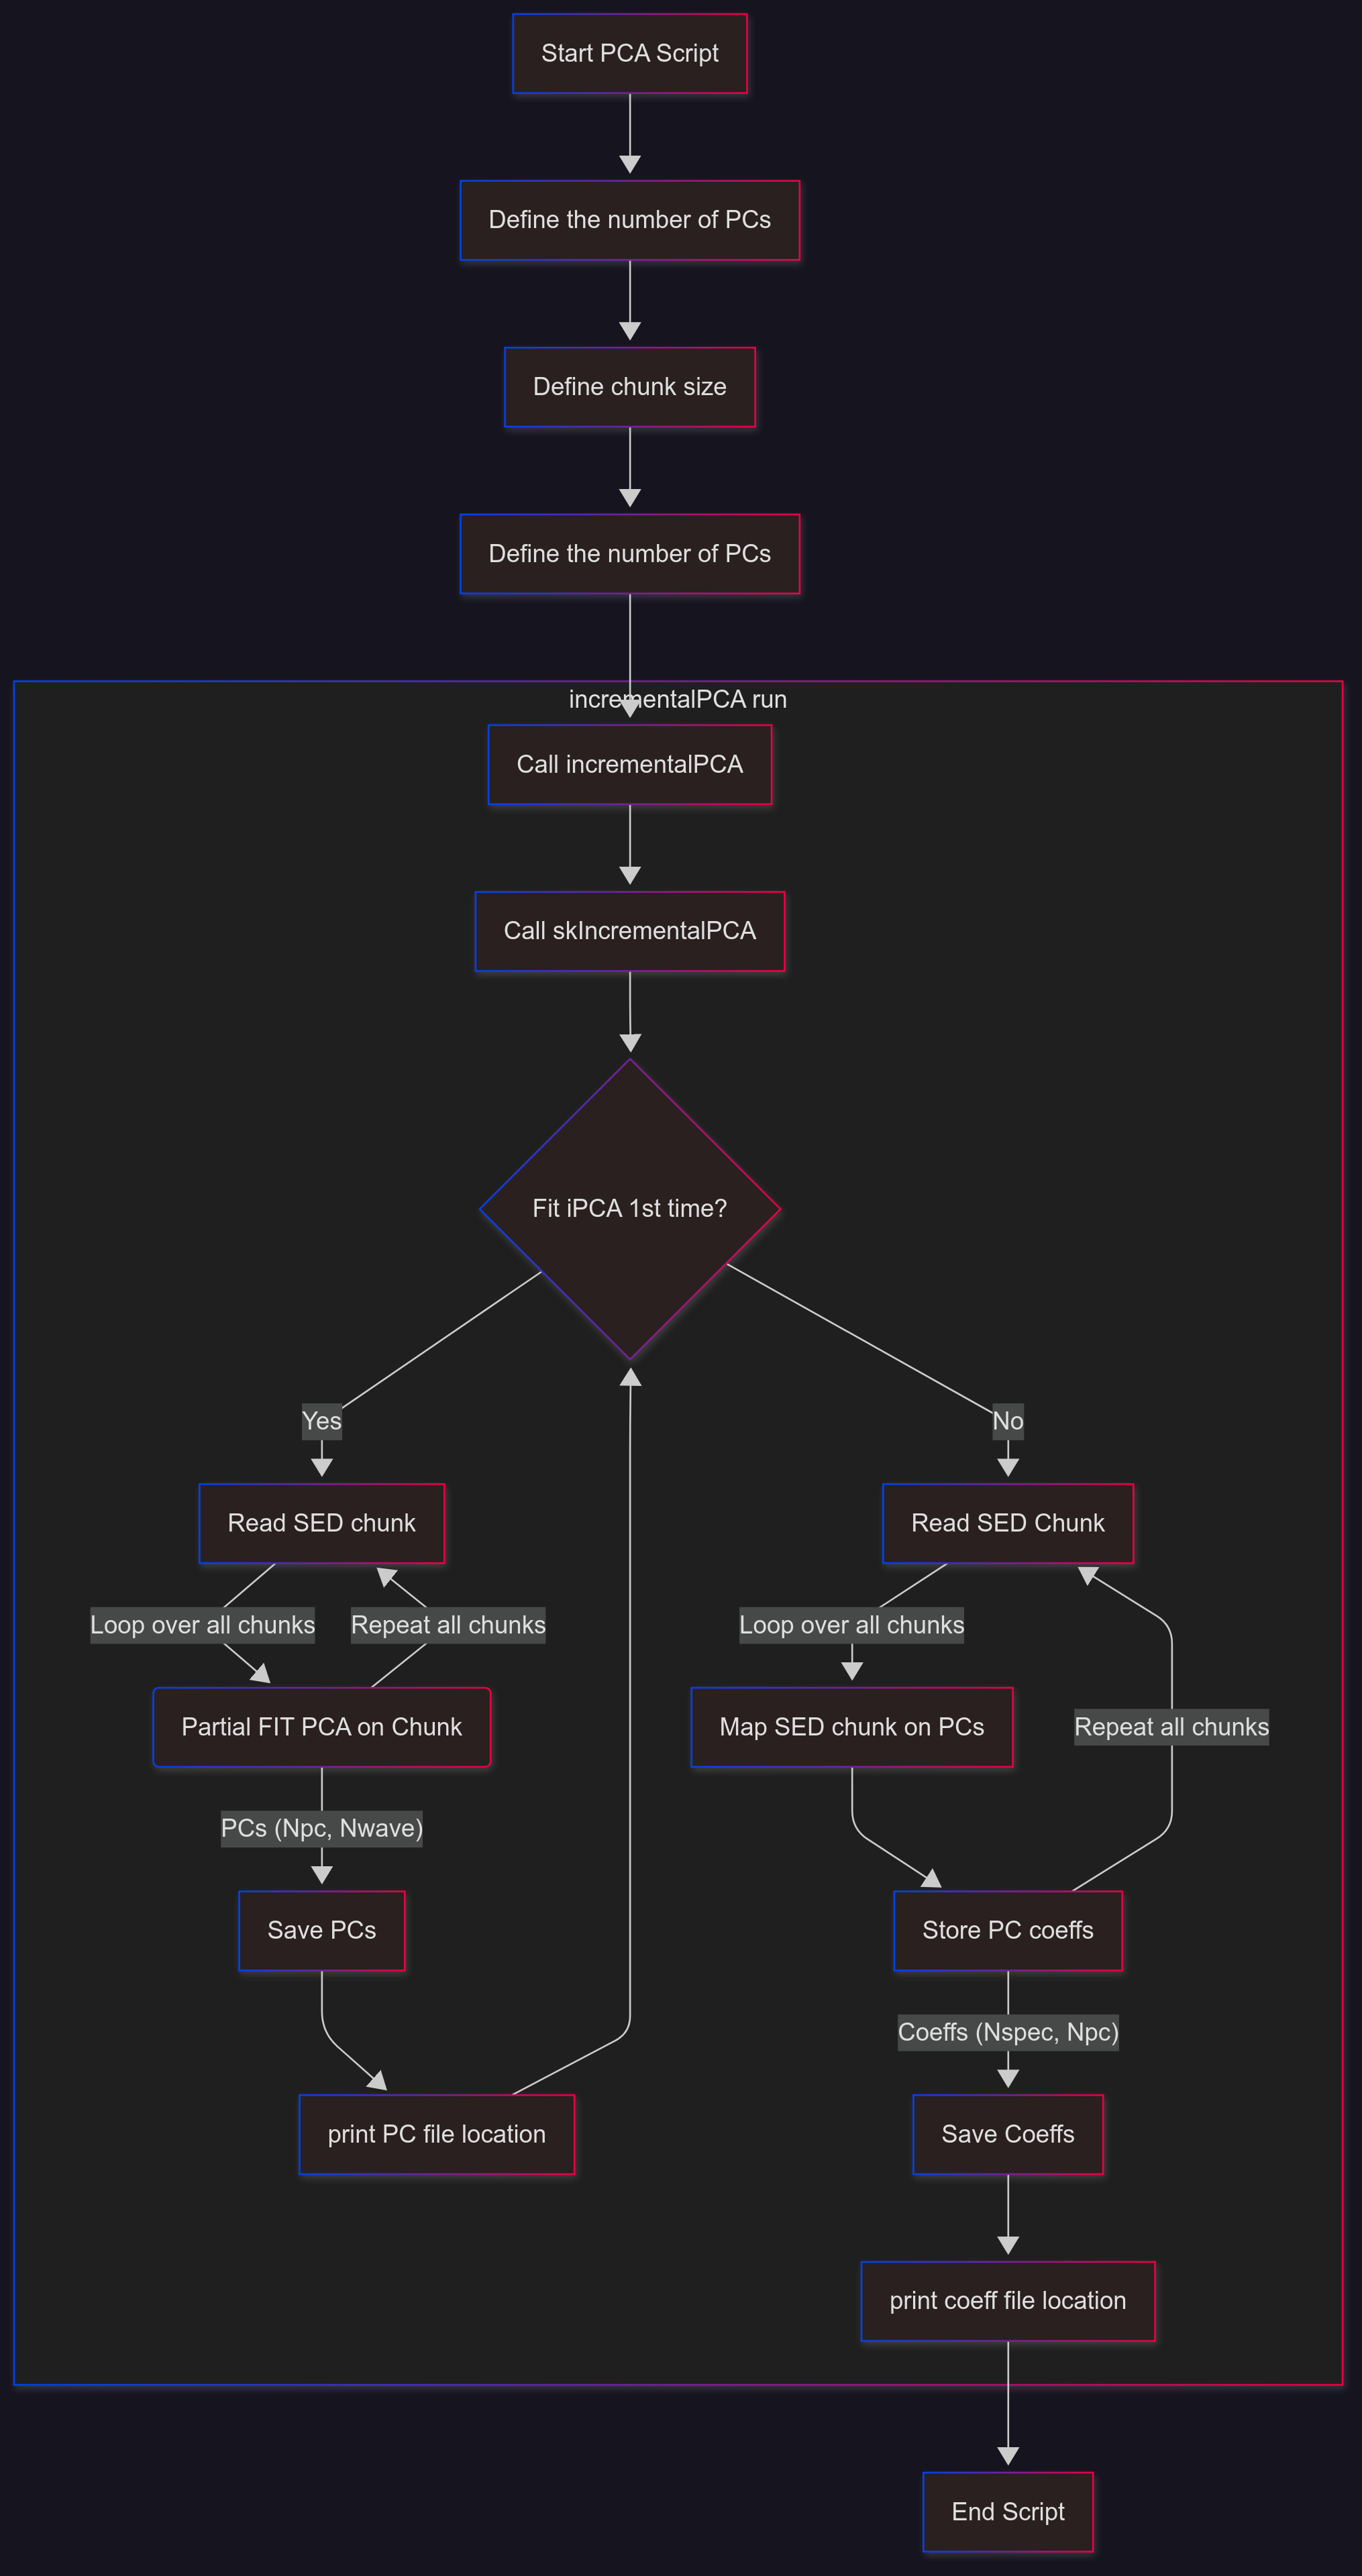 Start PCA Script
Define the number of PCs
Define chunk size
Define the number of PCs
incrementalPCA run
Call incrementalPCA
Call skIncrementalPCA
Fit iPCA 1st time?
Yes
No
Read SED chunk
Read SED Chunk
Loop over all chunks
Repeat all chunks
Loop over all chunks
Partial FIT PCA on Chunk
Map SED chunk on PCs
Repeat all chunks
PCs (Npc, Nwave)
Save PCs
Store PC coeffs
Coeffs (Nspec, Npc)
print PC file location
Save Coeffs
print coeff file location
End Script